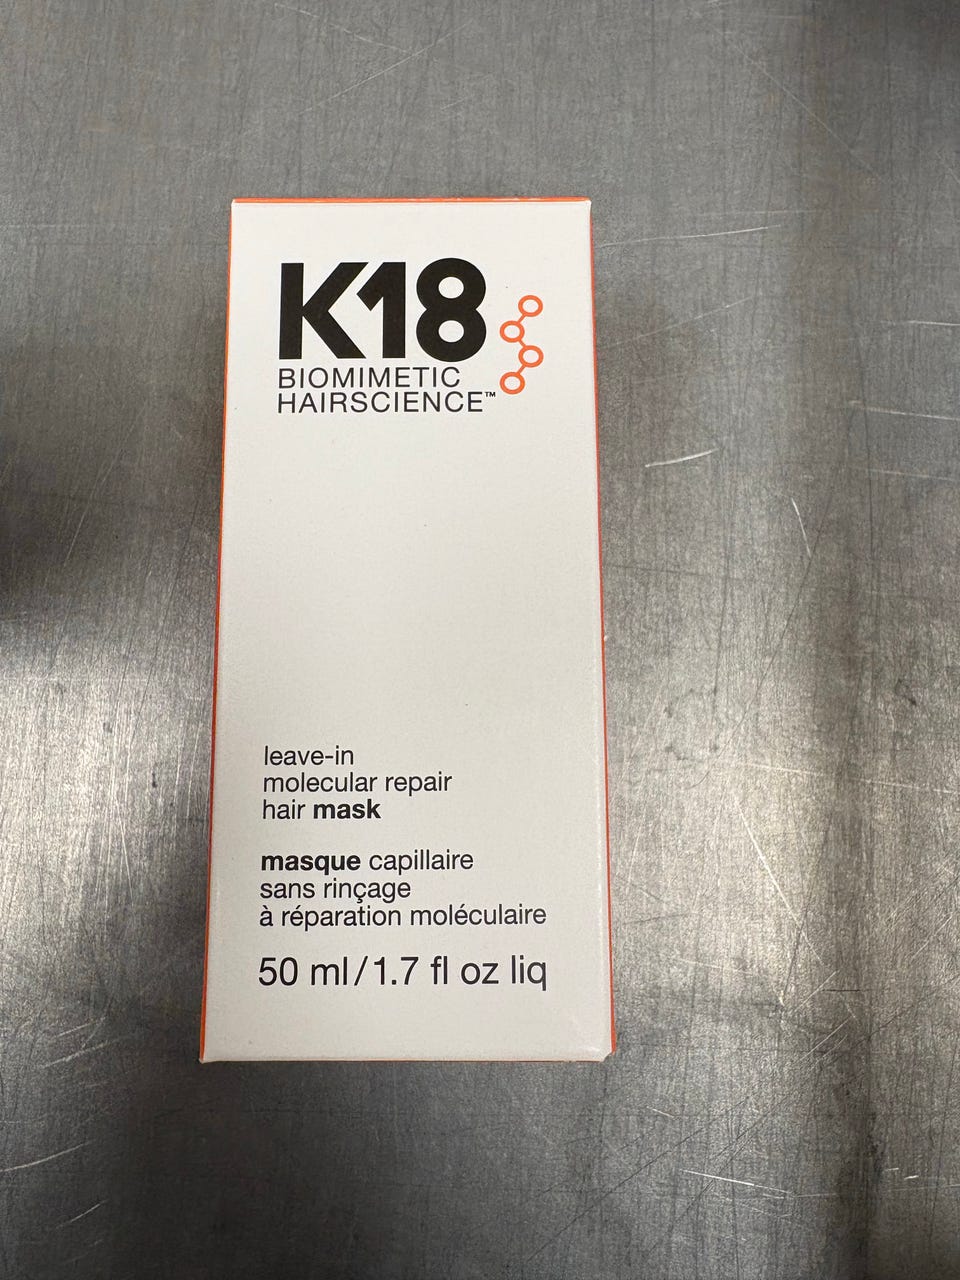 K18
BIOMIMETIC
HAIRSCIENCE™
leave-in
molecular repair
hair mask
masque capillaire
sans rinçage
à réparation moléculaire
50 ml/1.7 fl oz liq